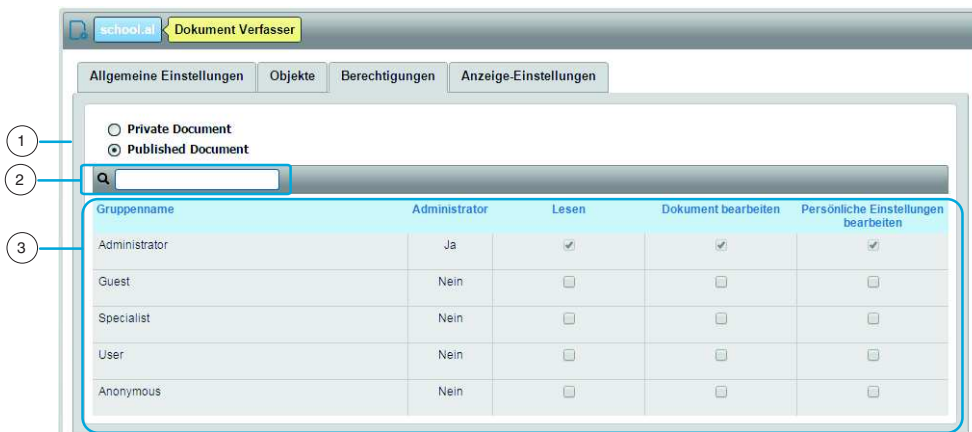 school.al Dokument Verfasser
Allgemeine Einstellungen Objekte Berechtigungen Anzeige-Einstellungen
1
Private Document
Published Document
2
3
Gruppenname Administrator Lesen Dokument bearbeiten Persönliche Einstellungen bearbeiten
Administrator Ja
Guest Nein
Specialist Nein
User Nein
Anonymous Nein